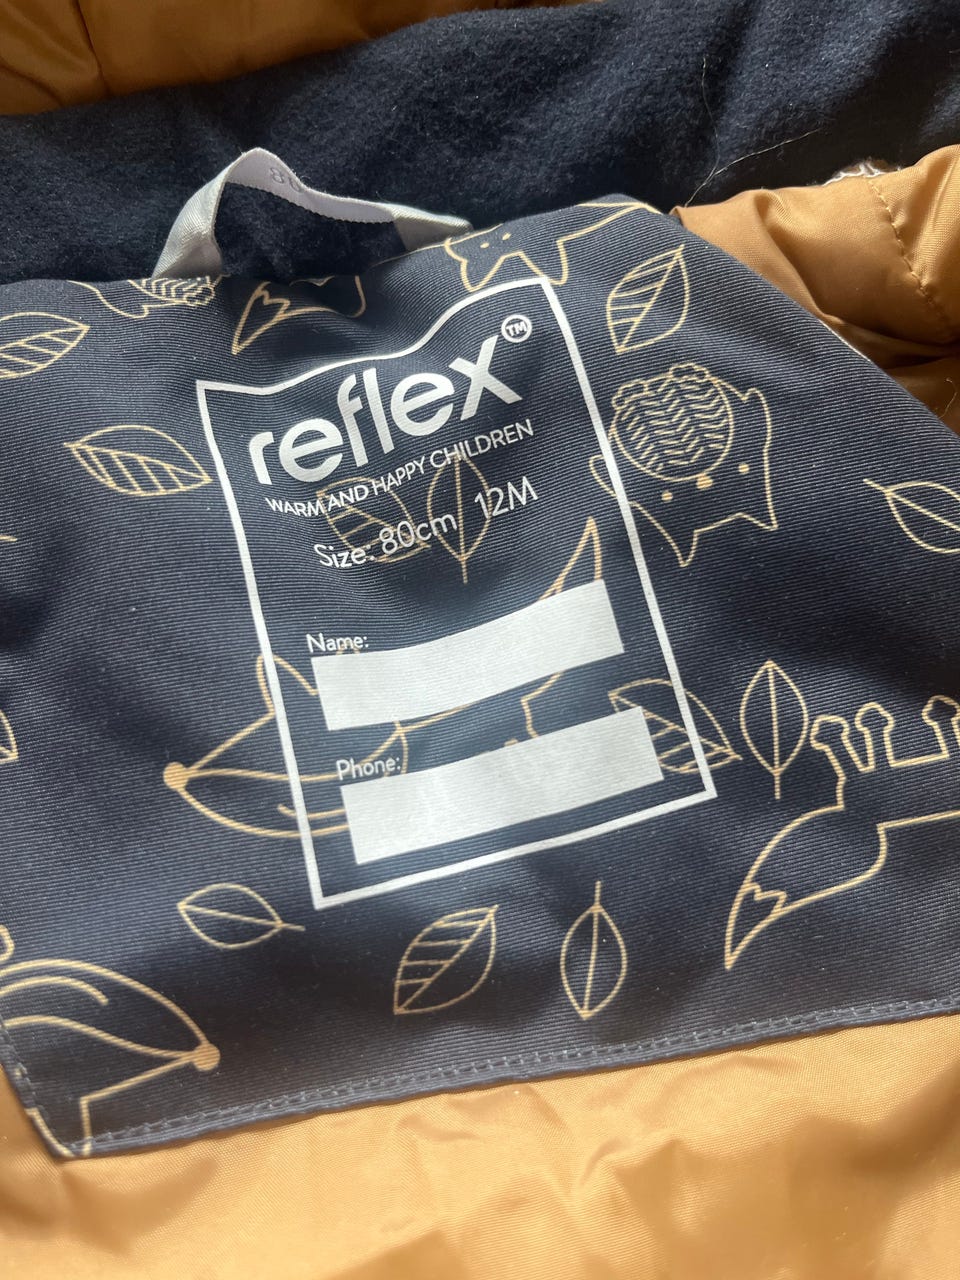 reflex™
WARM AND HAPPY CHILDREN
Size: 80cm 12M
Name:
Phone: